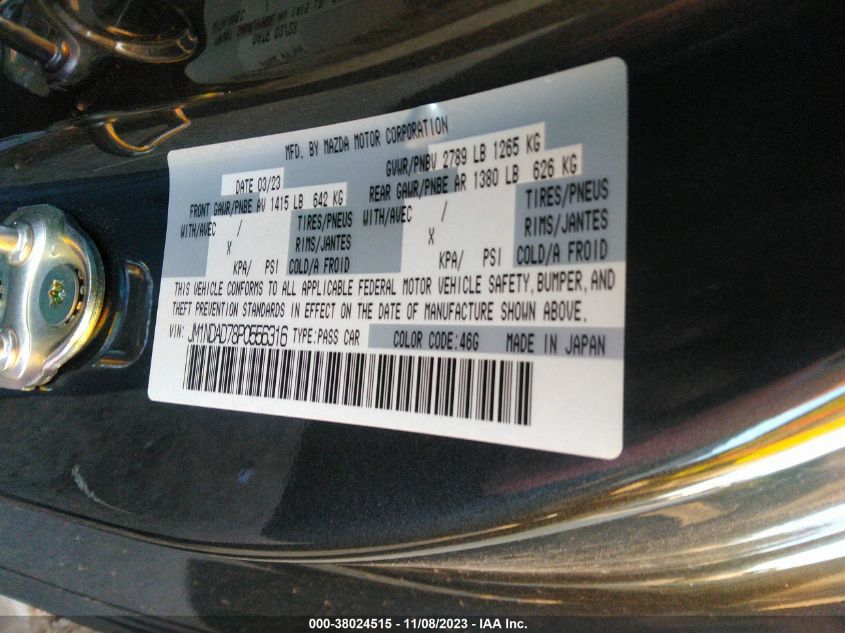 MFD. BY MAZDA MOTOR CORPORATION
DATE 03/23
GVWR/PNBV 2789 LB 1265 KG
FRONT GAWR/PNBE AV 1415 LB 642 KG
REAR GAWR/PNBE AR 1380 LB 626 KG
WITH/AVEC / TIRES/PNEUS
WITH/AVEC / TIRES/PNEUS
X RIMS/JANTES
X RIMS/JANTES
KPA/ PSI COLD/A FROID
KPA/ PSI COLD/A FROID
THIS VEHICLE CONFORMS TO ALL APPLICABLE FEDERAL MOTOR VEHICLE SAFETY, BUMPER, AND
THEFT PREVENTION STANDARDS IN EFFECT ON THE DATE OF MANUFACTURE SHOWN ABOVE.
VIN: JM1NDAD78P0556316 TYPE:PASS CAR COLOR CODE:46G MADE IN JAPAN
000-38024515 - 11/08/2023 - IAA Inc.